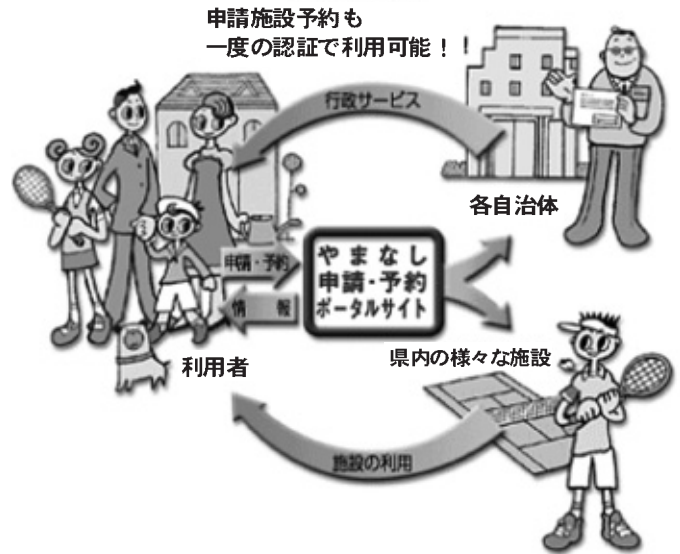 申請施設予約も
一度の認証で利用可能！！
行政サービス
各自治体
申請・予約
やまなし
申請・予約
ポータルサイト
情報
利用者
県内の様々な施設
施設の利用